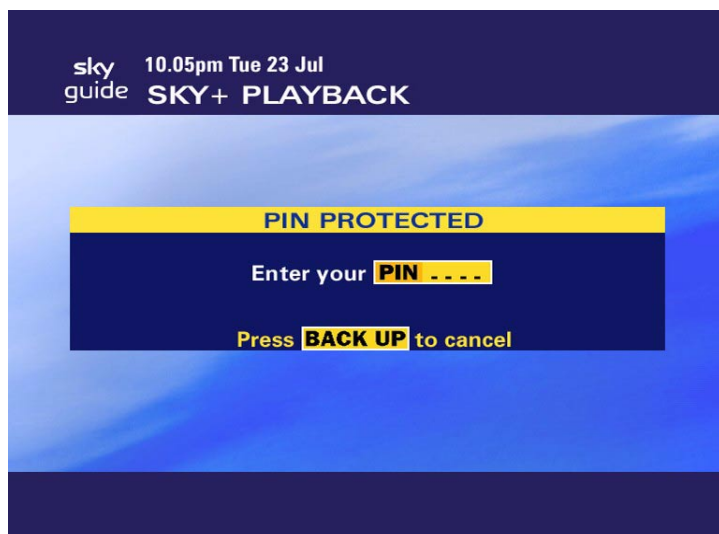 sky 10.05pm Tue 23 Jul
guide SKY+ PLAYBACK
PIN PROTECTED
Enter your PIN ....
Press BACK UP to cancel